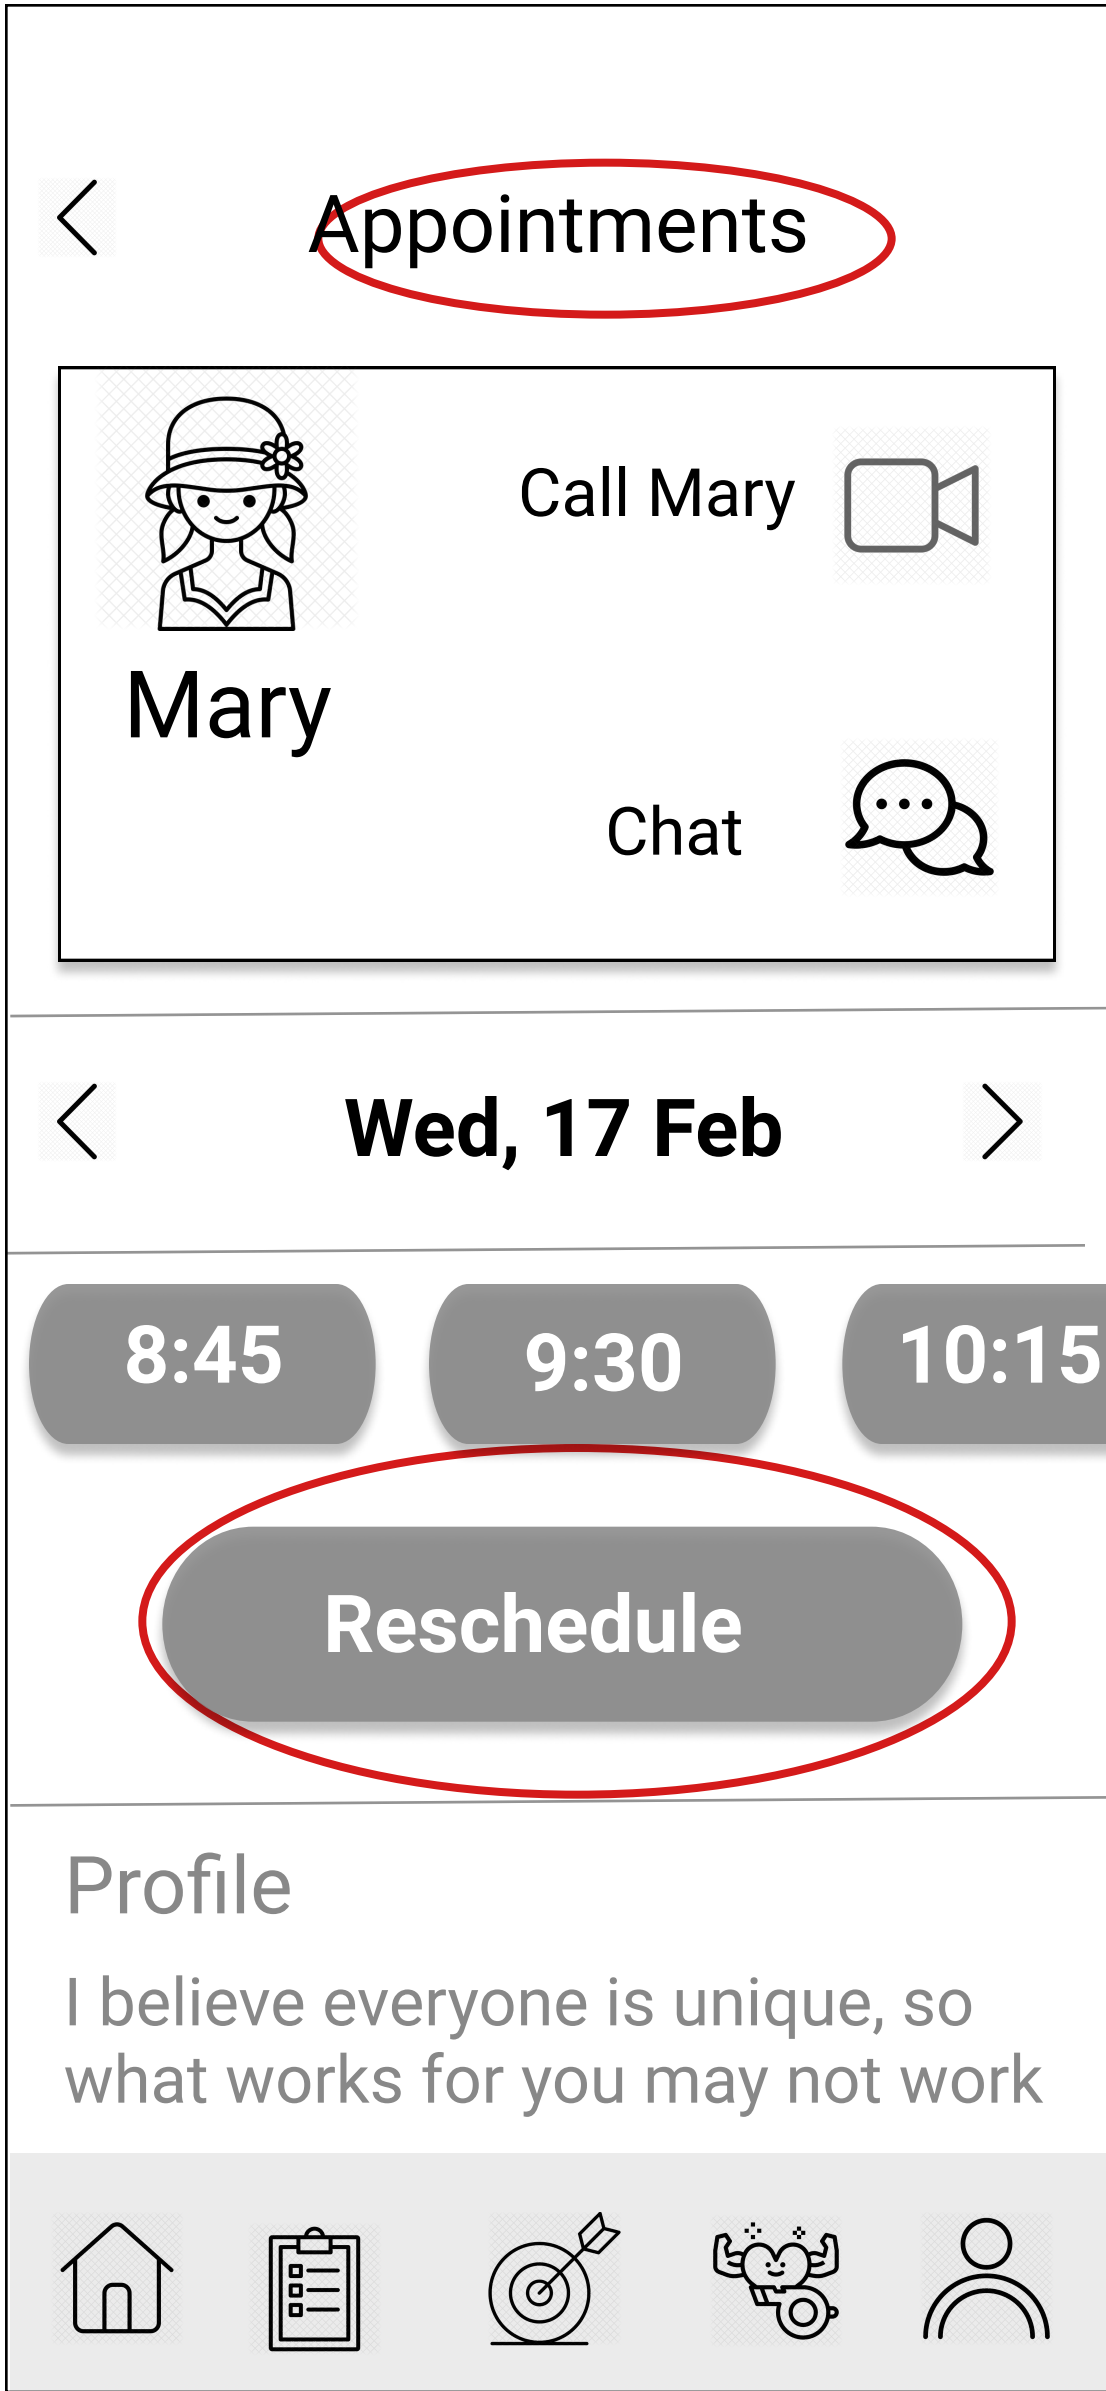 Appointments
Call Mary
Mary
Chat
Wed, 17 Feb
8:45 9:30 10:15
Reschedule
Profile
I believe everyone is unique, so
what works for you may not work